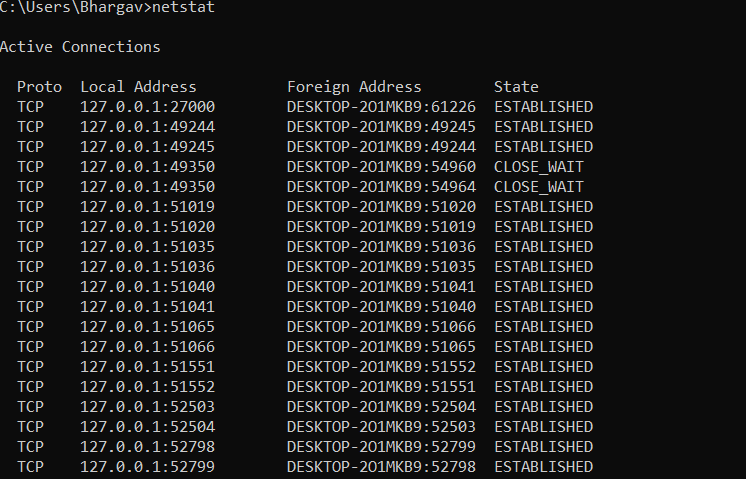 C:\Users\Bhargav>netstat
Active Connections
Proto  Local Address          Foreign Address        State
TCP    127.0.0.1:27000        DESKTOP-2O1MKB9:61226  ESTABLISHED
TCP    127.0.0.1:49244        DESKTOP-2O1MKB9:49245  ESTABLISHED
TCP    127.0.0.1:49245        DESKTOP-2O1MKB9:49244  ESTABLISHED
TCP    127.0.0.1:49350        DESKTOP-2O1MKB9:54960  CLOSE_WAIT
TCP    127.0.0.1:49350        DESKTOP-2O1MKB9:54964  CLOSE_WAIT
TCP    127.0.0.1:51019        DESKTOP-2O1MKB9:51020  ESTABLISHED
TCP    127.0.0.1:51020        DESKTOP-2O1MKB9:51019  ESTABLISHED
TCP    127.0.0.1:51035        DESKTOP-2O1MKB9:51036  ESTABLISHED
TCP    127.0.0.1:51036        DESKTOP-2O1MKB9:51035  ESTABLISHED
TCP    127.0.0.1:51040        DESKTOP-2O1MKB9:51041  ESTABLISHED
TCP    127.0.0.1:51041        DESKTOP-2O1MKB9:51040  ESTABLISHED
TCP    127.0.0.1:51065        DESKTOP-2O1MKB9:51066  ESTABLISHED
TCP    127.0.0.1:51066        DESKTOP-2O1MKB9:51065  ESTABLISHED
TCP    127.0.0.1:51551        DESKTOP-2O1MKB9:51552  ESTABLISHED
TCP    127.0.0.1:51552        DESKTOP-2O1MKB9:51551  ESTABLISHED
TCP    127.0.0.1:52503        DESKTOP-2O1MKB9:52504  ESTABLISHED
TCP    127.0.0.1:52504        DESKTOP-2O1MKB9:52503  ESTABLISHED
TCP    127.0.0.1:52798        DESKTOP-2O1MKB9:52799  ESTABLISHED
TCP    127.0.0.1:52799        DESKTOP-2O1MKB9:52798  ESTABLISHED